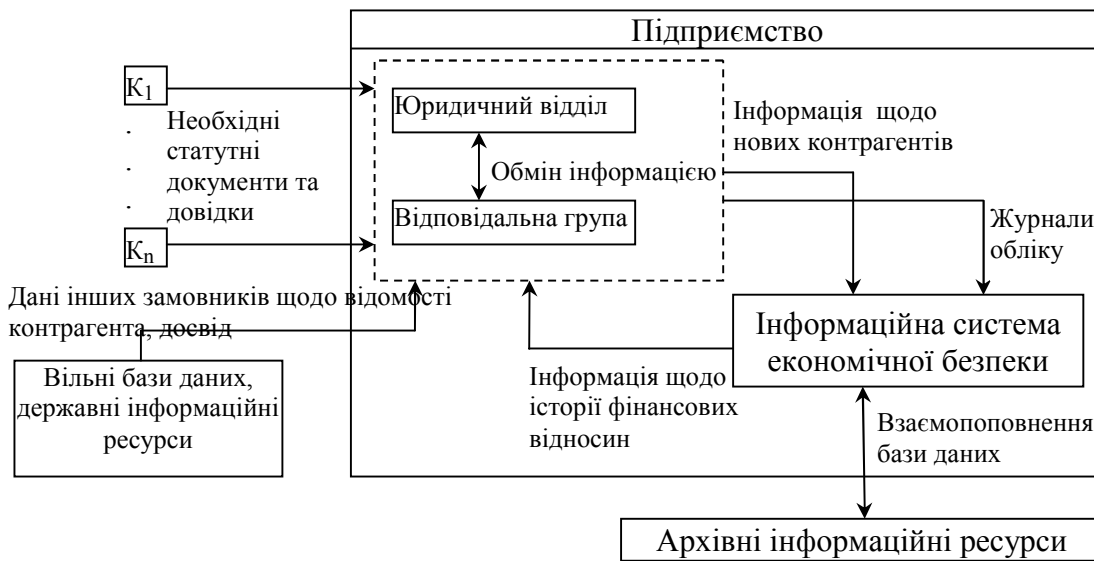 Підприємство
К1
Необхідні
статутні
документи та
довідки
Кn
Юридичний відділ
Обмін інформацією
Відповідальна група
Інформація щодо
нових контрагентів
Журнали
обліку
Дані інших замовників щодо відомості
контрагента, досвід
Вільні бази даних,
державні інформаційні
ресурси
Інформація щодо
історії фінансових
відносин
Інформаційна система
економічної безпеки
Взаємопоповнення
бази даних
Архівні інформаційні ресурси